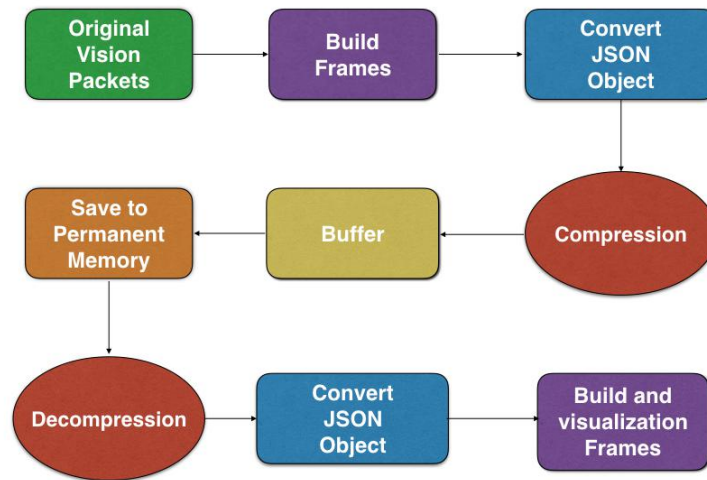 Original
Vision
Packets
Build
Frames
Convert
JSON
Object
Save to
Permanent
Memory
Buffer
Compression
Decompression
Convert
JSON
Object
Build and
visualization
Frames